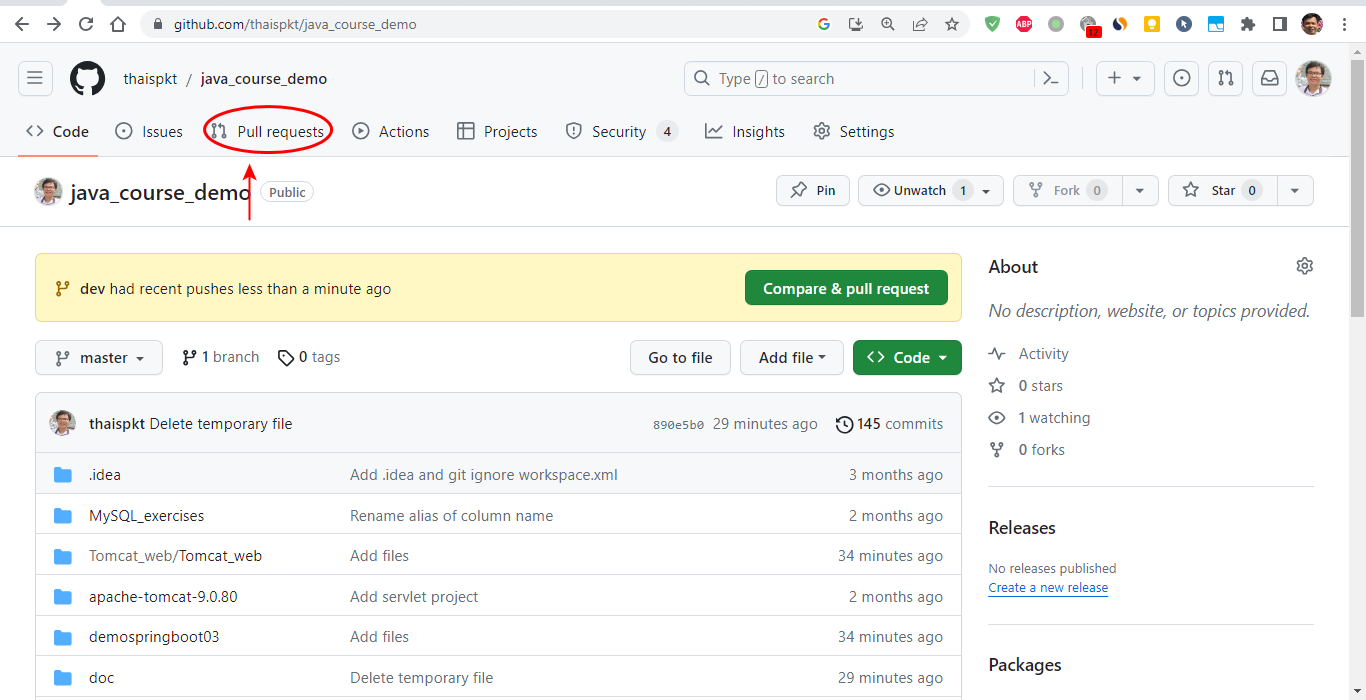 github.com/thaispkt/java_course_demo
ABP
12
thaispkt / java_course_demo
Type / to search
Code Issues Pull requests Actions Projects Security 4 Insights Settings
java_course_demo Public
Pin Unwatch 1 Fork 0 Star 0
dev had recent pushes less than a minute ago Compare & pull request
master 1 branch 0 tags Go to file Add file Code
thaispkt Delete temporary file 890e5b0 29 minutes ago 145 commits
.idea Add .idea and git ignore workspace.xml 3 months ago
MySQL_exercises Rename alias of column name 2 months ago
Tomcat_web/Tomcat_web Add files 34 minutes ago
apache-tomcat-9.0.80 Add servlet project 2 months ago
demospringboot03 Add files 34 minutes ago
doc Delete temporary file 29 minutes ago
About
No description, website, or topics provided.
Activity
0 stars
1 watching
0 forks
Releases
No releases published
Create a new release
Packages